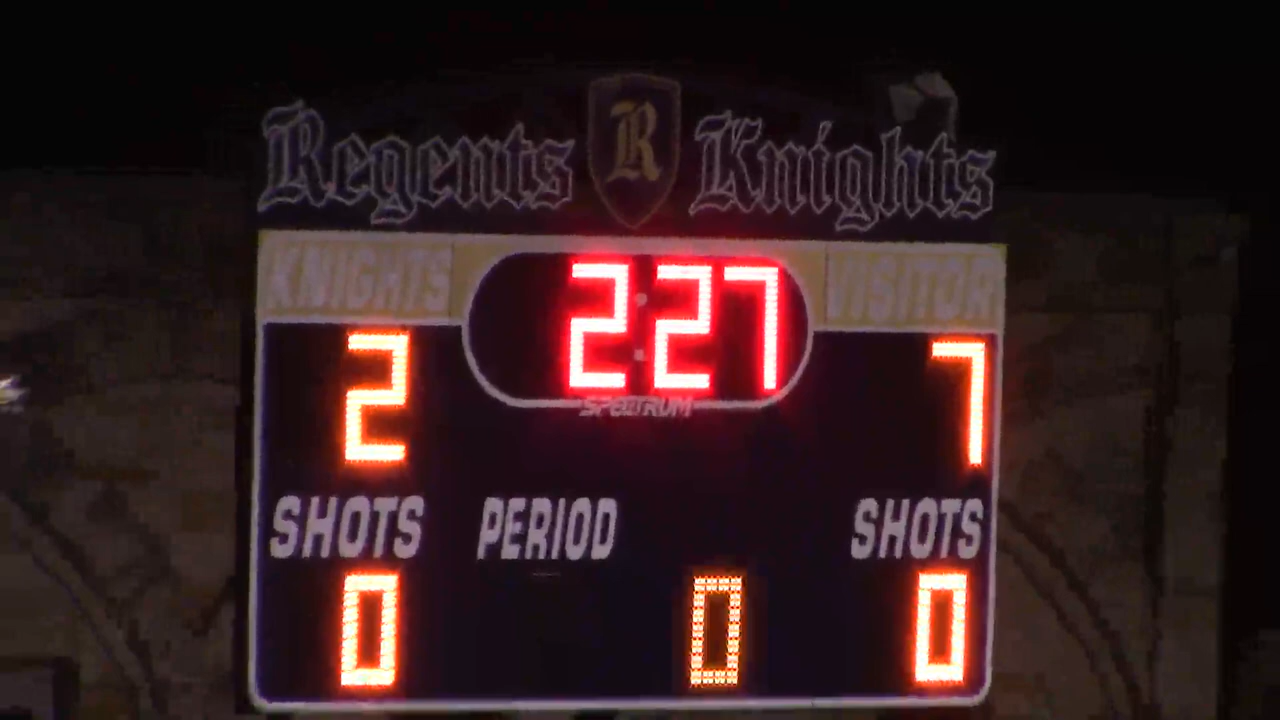 Regents R Knights
KNIGHTS 2:27 VISITOR
2 7
SPECTRUM
SHOTS PERIOD SHOTS
0 0 0